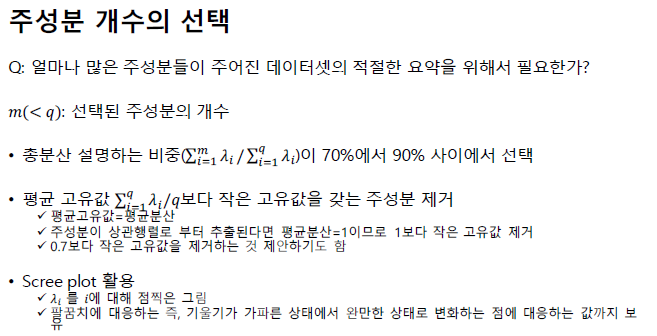 주성분 개수의 선택
Q: 얼마나 많은 주성분들이 주어진 데이터셋의 적절한 요약을 위해서 필요한가?
m(< q): 선택된 주성분의 개수
• 총분산 설명하는 비중(∑ᵢ₌₁ᵐ λᵢ / ∑ᵢ₌₁^q λᵢ)이 70%에서 90% 사이에서 선택
• 평균 고유값 ∑ᵢ₌₁^q λᵢ/q보다 작은 고유값을 갖는 주성분 제거
✓ 평균고유값=평균분산
✓ 주성분이 상관행렬로 부터 추출된다면 평균분산=1이므로 1보다 작은 고유값 제거
✓ 0.7보다 작은 고유값을 제거하는 것 제안하기도 함
• Scree plot 활용
✓ λᵢ 를 i에 대해 점찍은 그림
✓ 팔꿈치에 대응하는 즉, 기울기가 가파른 상태에서 완만한 상태로 변화하는 점에 대응하는 값까지 보
유